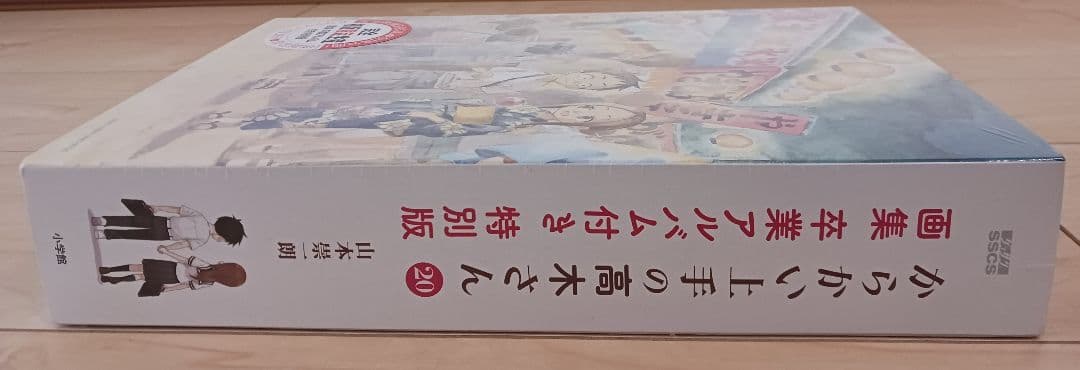 SSCS
からかい上手の高木さん 20
画集 卒業アルバム付き 特別版
山本崇一朗
小学館